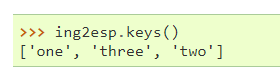 >>> ing2esp.keys()
['one', 'three', 'two']